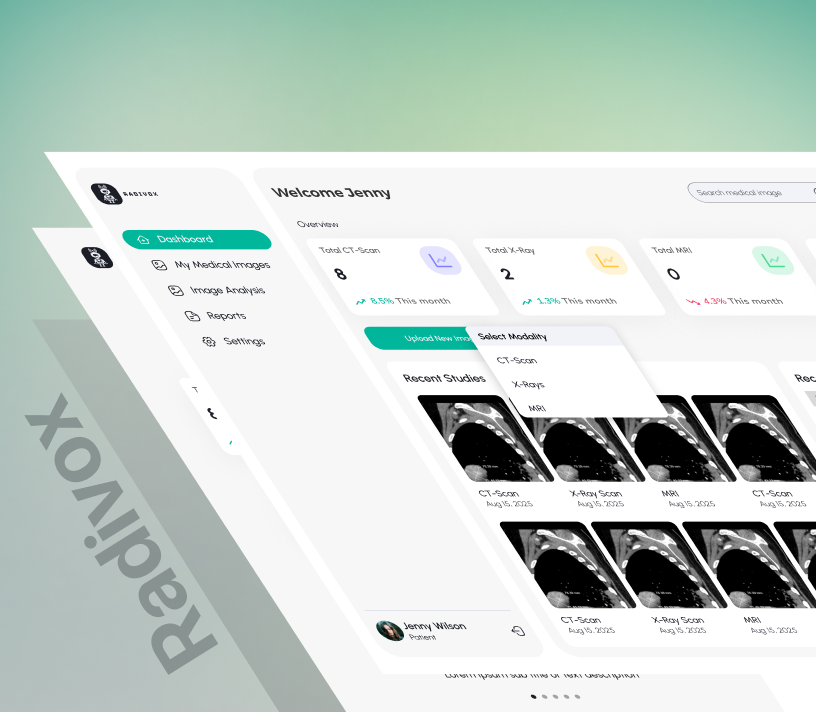 RADIVOX
Dashboard
My Medical Images
Image Analysis
Reports
Settings
Jenny Wilson
Patient
Welcome Jenny
Search medical image
Overview
Total CT-Scan
8
8.5% This month
Total X-Ray
2
1.3% This month
Total MRI
0
4.3% This month
Upload New
Select Modality
CT-Scan
X-Rays
MRI
Recent Studies
CT-Scan
Aug 15, 2025
X-Ray Scan
Aug 15, 2025
MRI
Aug 15, 2025
CT-Scan
Aug 15, 2025
CT-Scan
Aug 15, 2025
X-Ray Scan
Aug 15, 2025
MRI
Aug 15, 2025
Lorem ipsum sub title or text description
Radivox